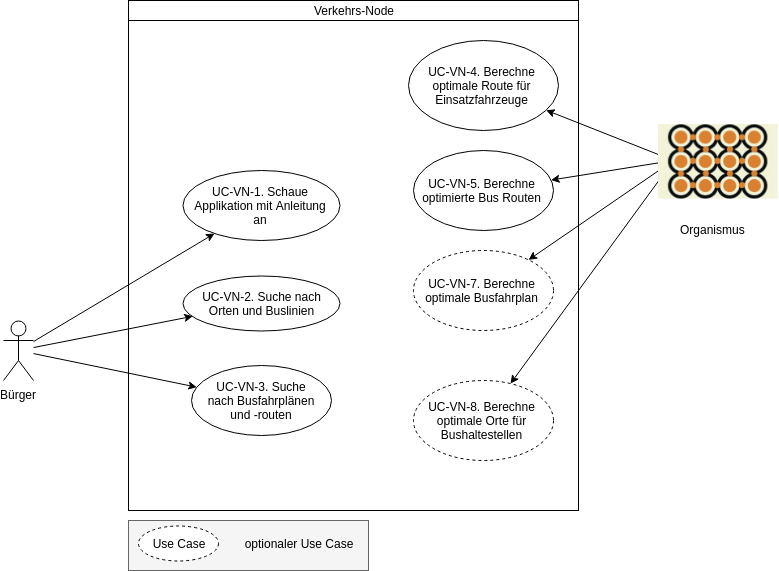 Verkehrs-Node
UC-VN-4. Berechne
optimale Route für
Einsatzfahrzeuge
UC-VN-1. Schaue
Applikation mit Anleitung
an
UC-VN-5. Berechne
optimierte Bus Routen
Organismus
UC-VN-2. Suche nach
Orten und Buslinien
UC-VN-7. Berechne
optimale Busfahrplan
Bürger
UC-VN-3. Suche
nach Busfahrplänen
und -routen
UC-VN-8. Berechne
optimale Orte für
Bushaltestellen
Use Case
optionaler Use Case